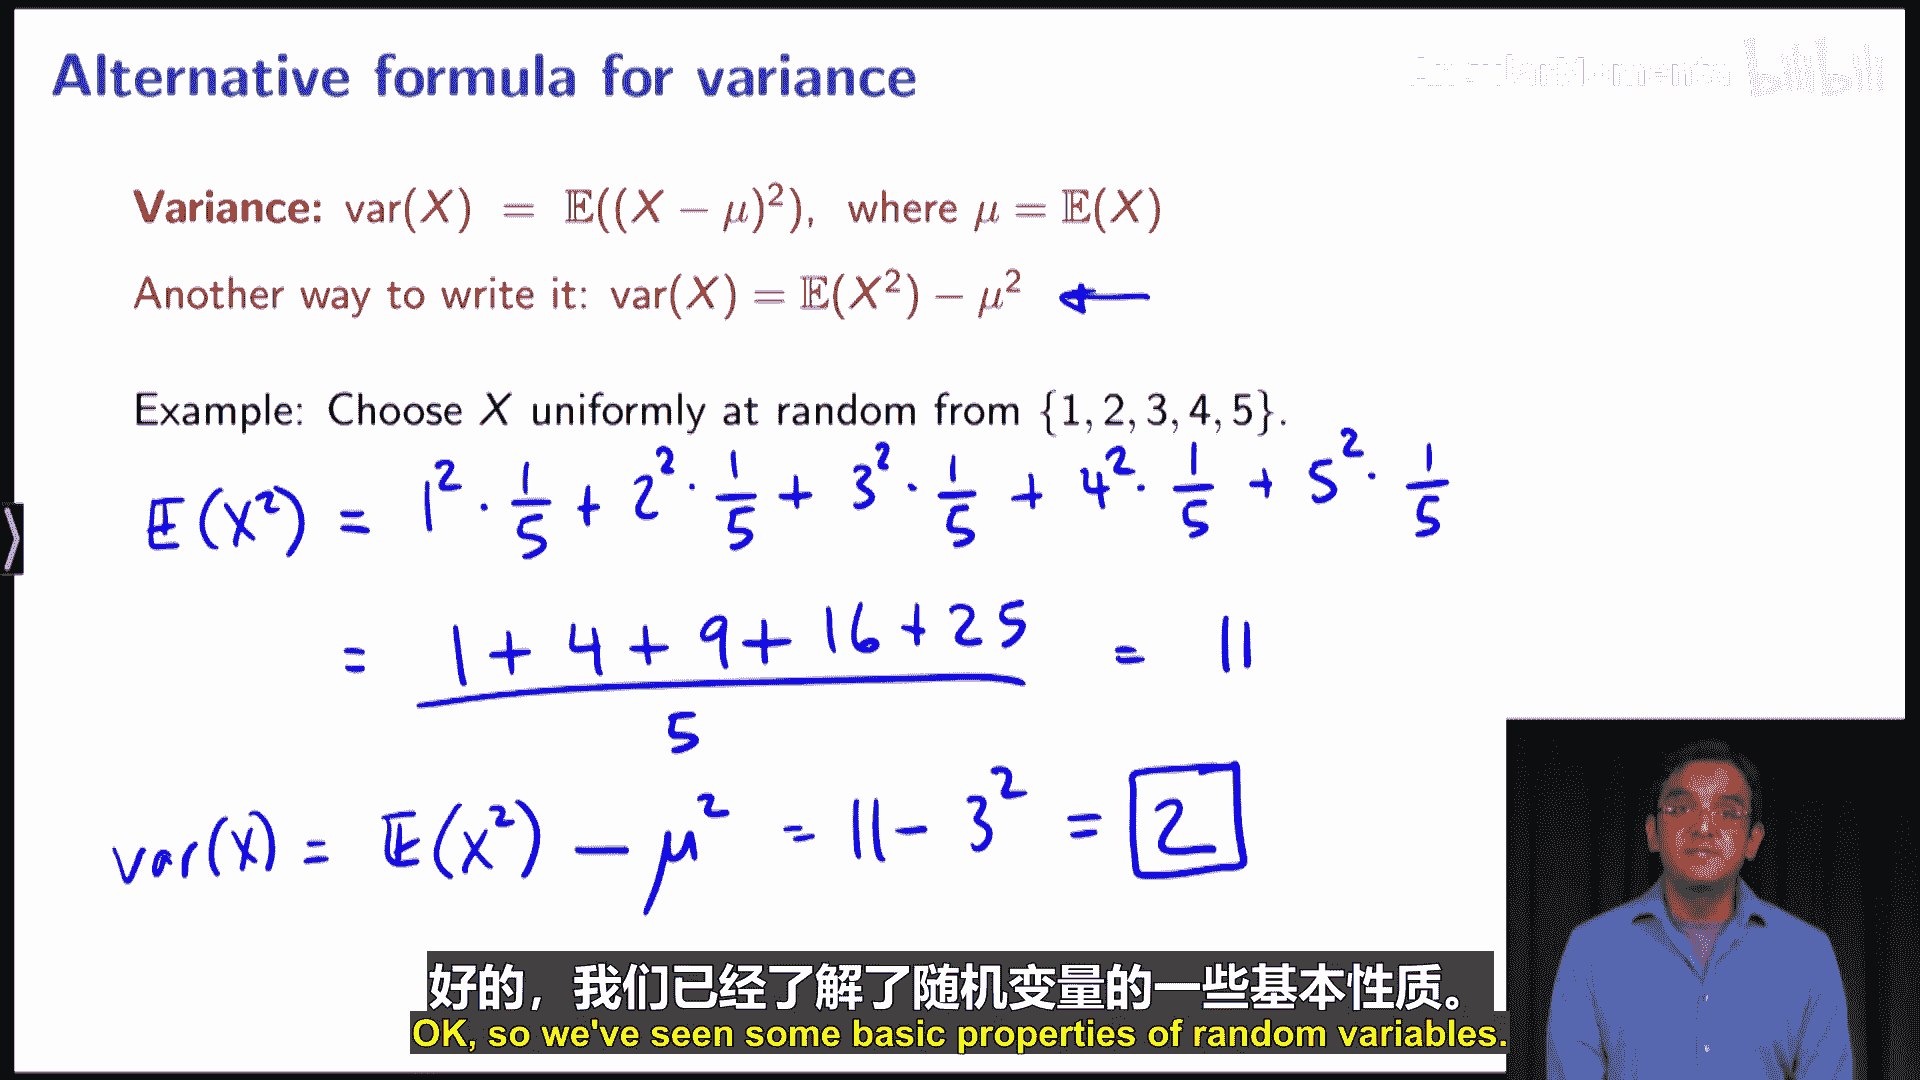 Alternative formula for variance
bilibili
Variance: var(X) = 𝔼((X − μ)²), where μ = 𝔼(X)
Another way to write it: var(X) = 𝔼(X²) − μ² ←
Example: Choose X uniformly at random from {1, 2, 3, 4, 5}.
𝔼(X²) = 1² · 1/5 + 2² · 1/5 + 3² · 1/5 + 4² · 1/5 + 5² · 1/5
= (1 + 4 + 9 + 16 + 25)/5 = 11
var(X) = 𝔼(X²) − μ² = 11 − 3² = 2
好的，我们已经了解了随机变量的一些基本性质。
OK, so we've seen some basic properties of random variables.